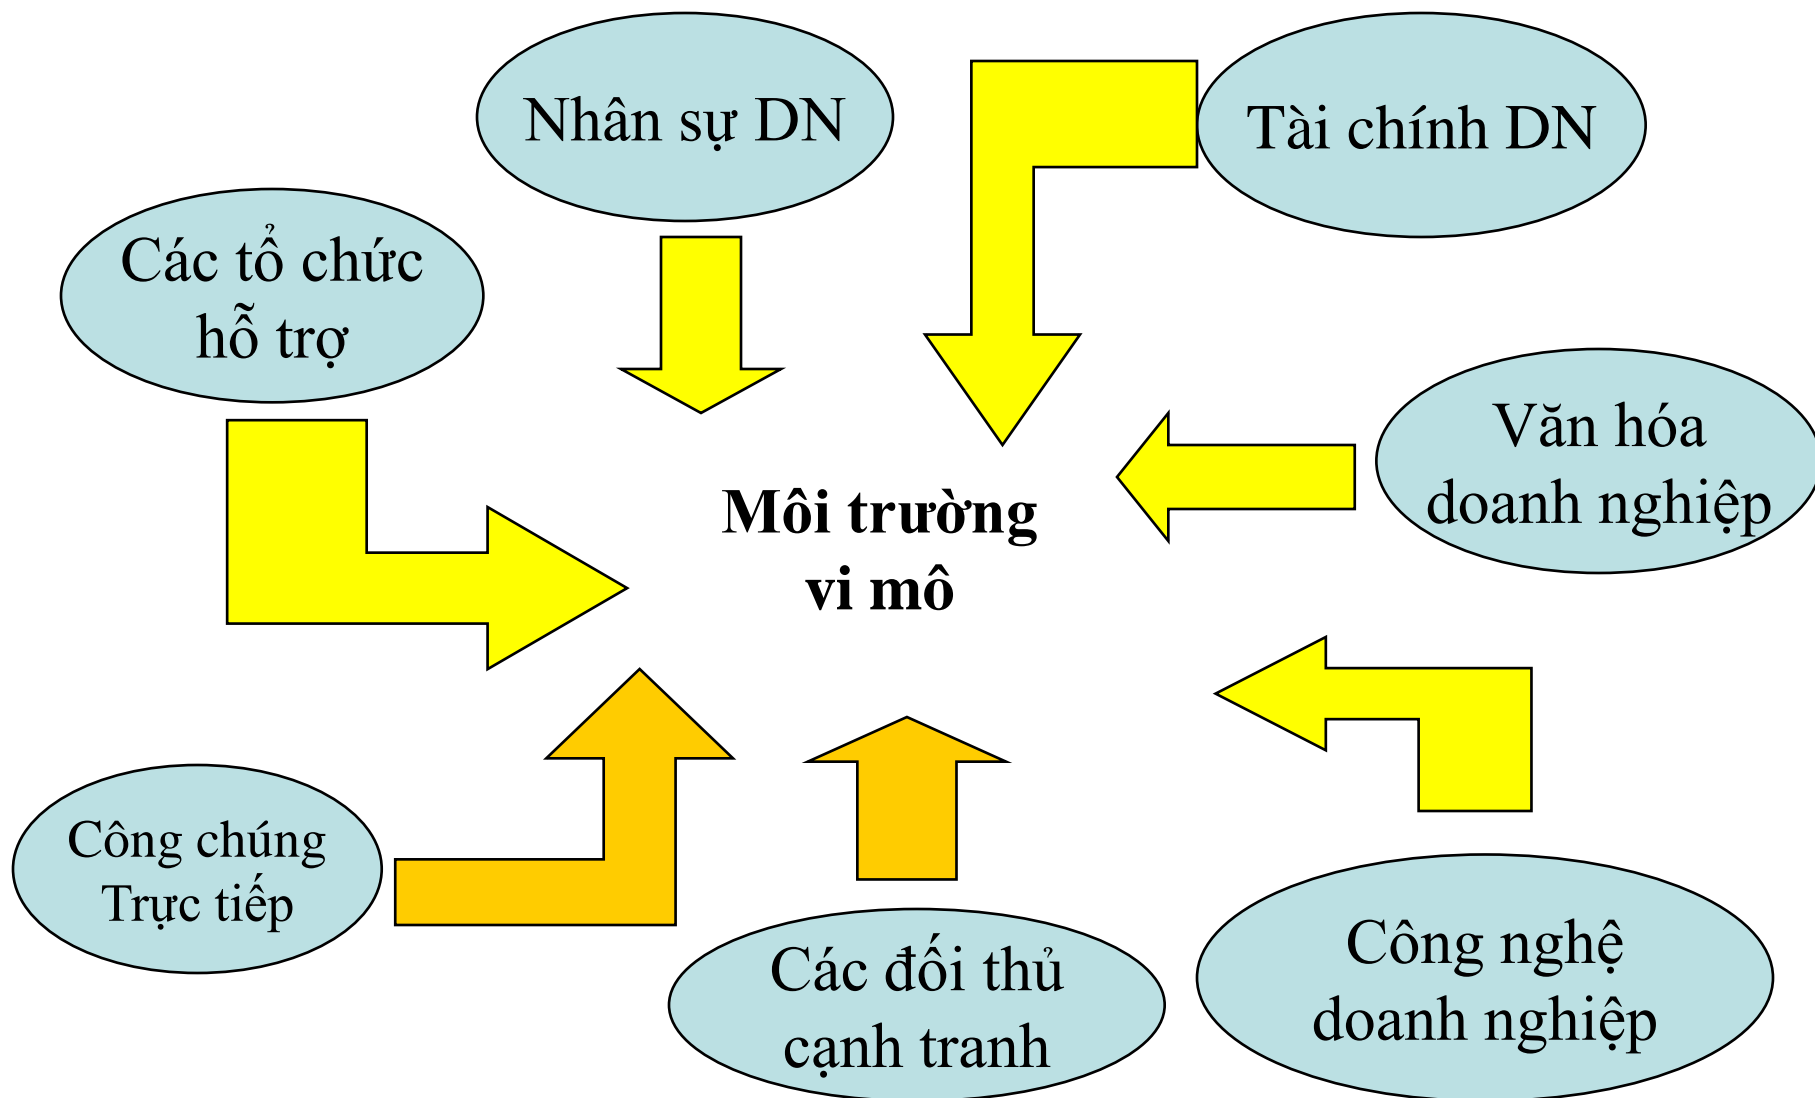 Nhân sự DN
Tài chính DN
Các tổ chức
hỗ trợ
Văn hóa
doanh nghiệp
Môi trường
vi mô
Công chúng
Trực tiếp
Các đối thủ
cạnh tranh
Công nghệ
doanh nghiệp